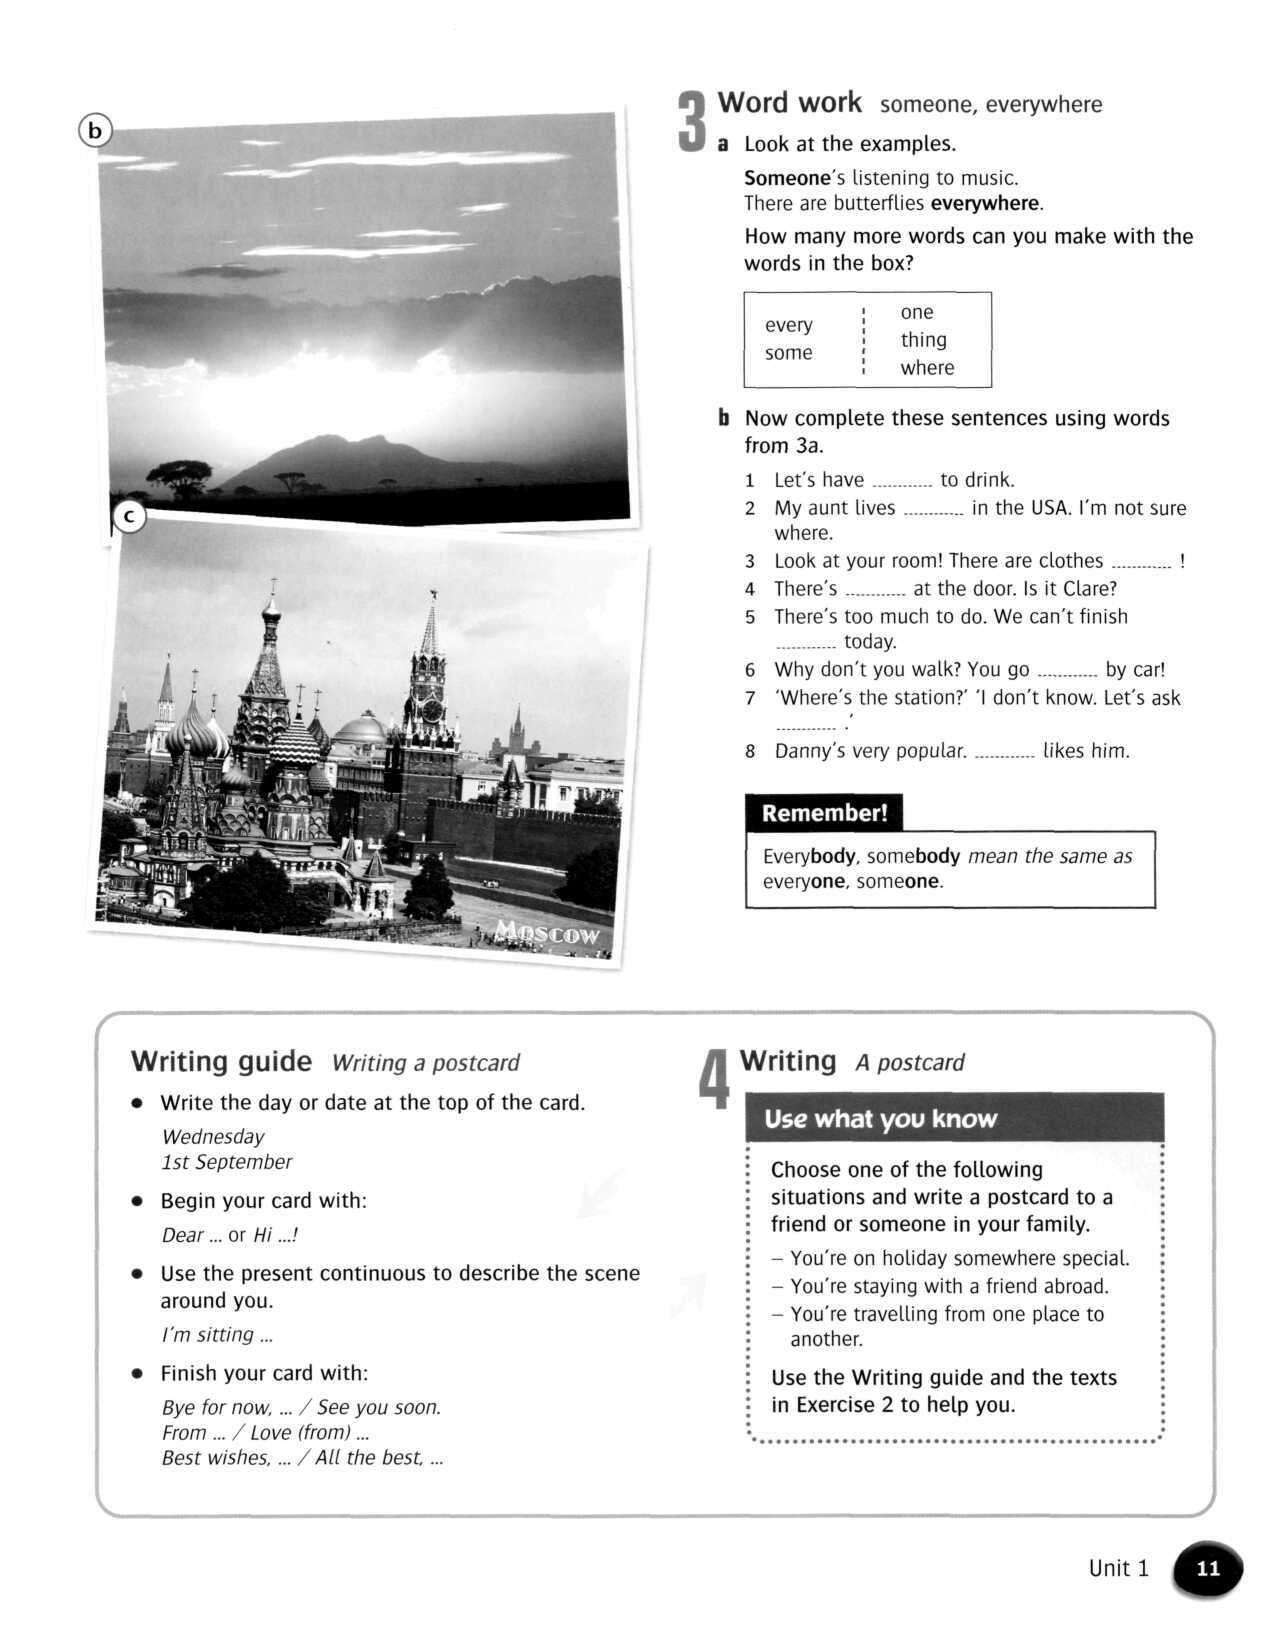 b
c
Moscow
3 Word work someone, everywhere
a Look at the examples.
Someone's listening to music.
There are butterflies everywhere.
How many more words can you make with the
words in the box?
every
some
one
thing
where
b Now complete these sentences using words
from 3a.
1 Let's have ........... to drink.
2 My aunt lives ........... in the USA. I'm not sure
where.
3 Look at your room! There are clothes ........... !
4 There's ........... at the door. Is it Clare?
5 There's too much to do. We can't finish
........... today.
6 Why don't you walk? You go ........... by car!
7 'Where's the station?' 'I don't know. Let's ask
........... .'
8 Danny's very popular. ........... likes him.
Remember!
Everybody, somebody mean the same as
everyone, someone.
Writing guide Writing a postcard
• Write the day or date at the top of the card.
Wednesday
1st September
• Begin your card with:
Dear ... or Hi ...!
• Use the present continuous to describe the scene
around you.
I'm sitting ...
• Finish your card with:
Bye for now, ... / See you soon.
From ... / Love (from) ...
Best wishes, ... / All the best, ...
4 Writing A postcard
Use what you know
Choose one of the following
situations and write a postcard to a
friend or someone in your family.
– You're on holiday somewhere special.
– You're staying with a friend abroad.
– You're travelling from one place to
another.
Use the Writing guide and the texts
in Exercise 2 to help you.
Unit 1 11